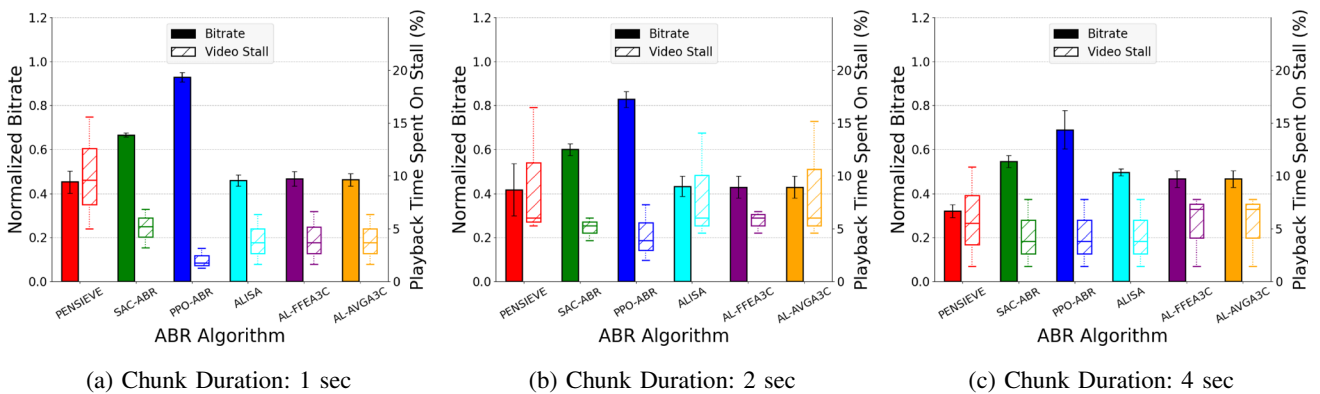 1.2
1.0
0.8
0.6
0.4
0.2
0.0
Normalized Bitrate
Bitrate
Video Stall
20
15
10
5
0
Playback Time Spent On Stall (%)
PENSIEVE
SAC-ABR
PPO-ABR
ALISA
AL-FFEA3C
AL-AVGA3C
ABR Algorithm
(a) Chunk Duration: 1 sec
1.2
1.0
0.8
0.6
0.4
0.2
0.0
Normalized Bitrate
Bitrate
Video Stall
20
15
10
5
0
Playback Time Spent On Stall (%)
PENSIEVE
SAC-ABR
PPO-ABR
ALISA
AL-FFEA3C
AL-AVGA3C
ABR Algorithm
(b) Chunk Duration: 2 sec
1.2
1.0
0.8
0.6
0.4
0.2
0.0
Normalized Bitrate
Bitrate
Video Stall
20
15
10
5
0
Playback Time Spent On Stall (%)
PENSIEVE
SAC-ABR
PPO-ABR
ALISA
AL-FFEA3C
AL-AVGA3C
ABR Algorithm
(c) Chunk Duration: 4 sec